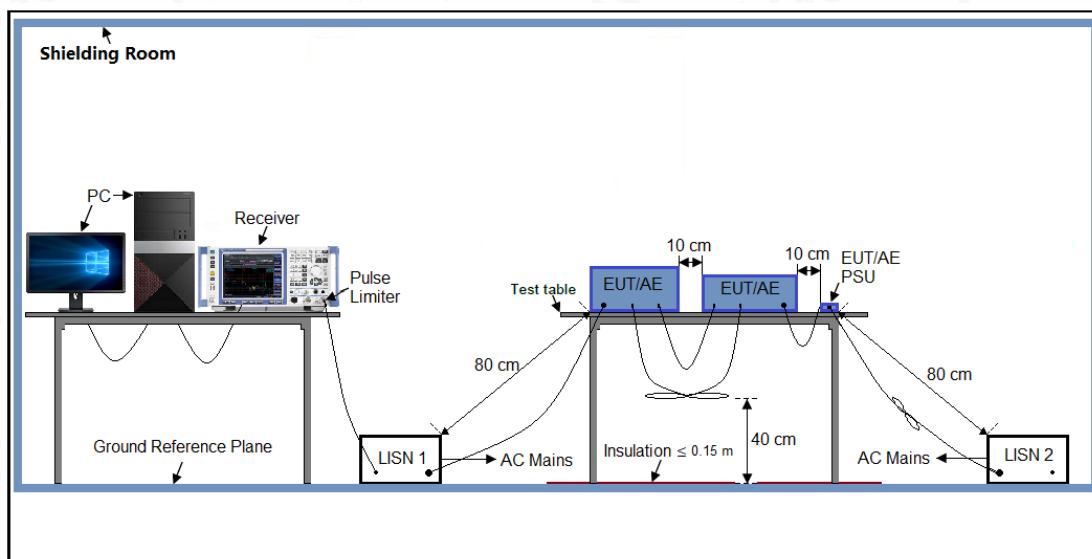 Shielding Room
PC
Receiver
Pulse
Limiter
10 cm
10 cm
EUT/AE
PSU
EUT/AE
EUT/AE
Test table
80 cm
80 cm
40 cm
Ground Reference Plane
LISN 1
AC Mains
Insulation ≤ 0.15 m
AC Mains
LISN 2